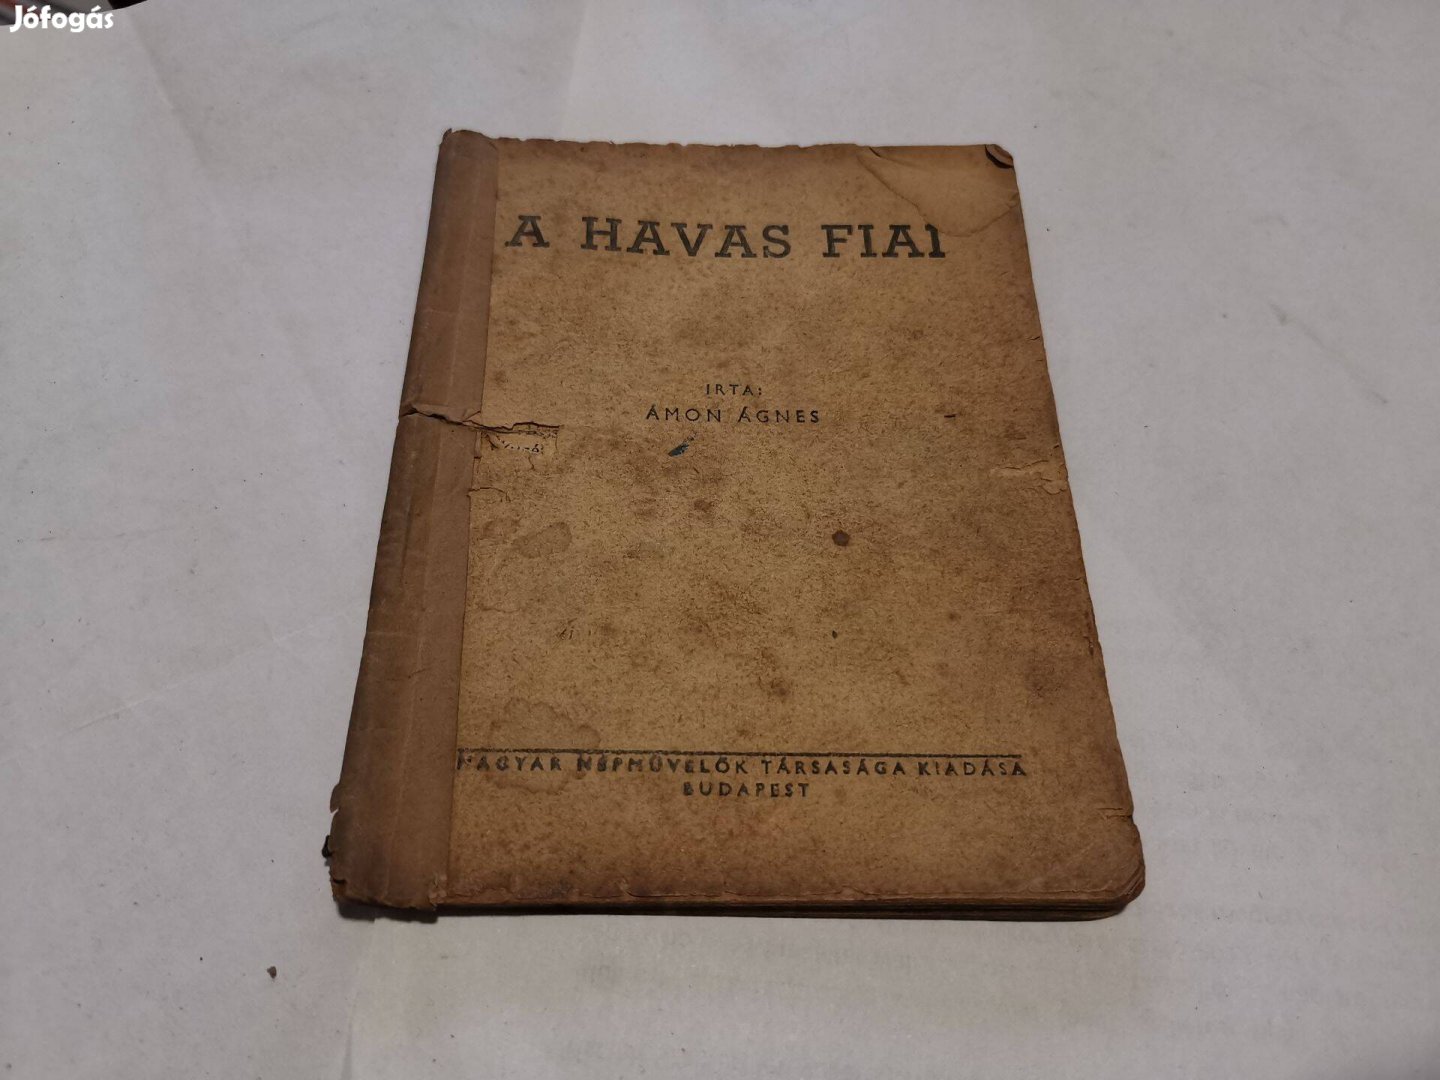 Jófogás
A HAVAS FIAI
IRTA:
ÁMON ÁGNES
MAGYAR NÉPMŰVELŐK TÁRSASÁGA KIADÁSA
BUDAPEST